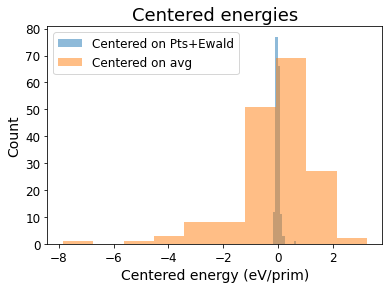 Centered energies
Centered on Pts+Ewald
Centered on avg
Count
80
70
60
50
40
30
20
10
0
−8 −6 −4 −2 0 2
Centered energy (eV/prim)